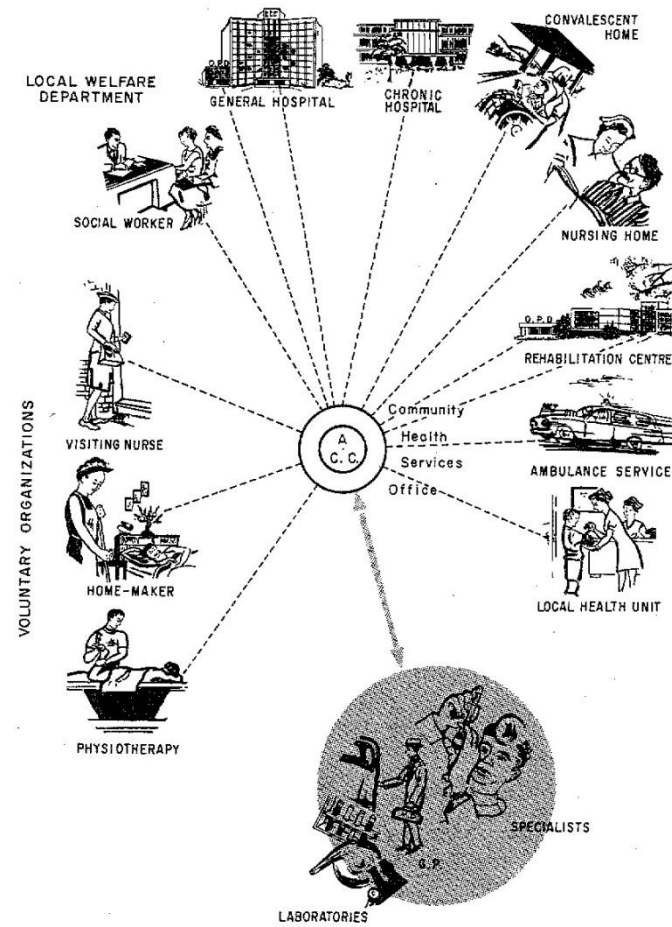 CONVALESCENT
HOME
LOCAL WELFARE
DEPARTMENT
GENERAL HOSPITAL
CHRONIC
HOSPITAL
SOCIAL WORKER
NURSING HOME
O.P.D
REHABILITATION CENTRE
VISITING NURSE
Community
A
Health
C. C.
Services
Office
AMBULANCE SERVICE
VOLUNTARY ORGANIZATIONS
HOME-MAKER
LOCAL HEALTH UNIT
PHYSIOTHERAPY
SPECIALISTS
G.P.
LABORATORIES